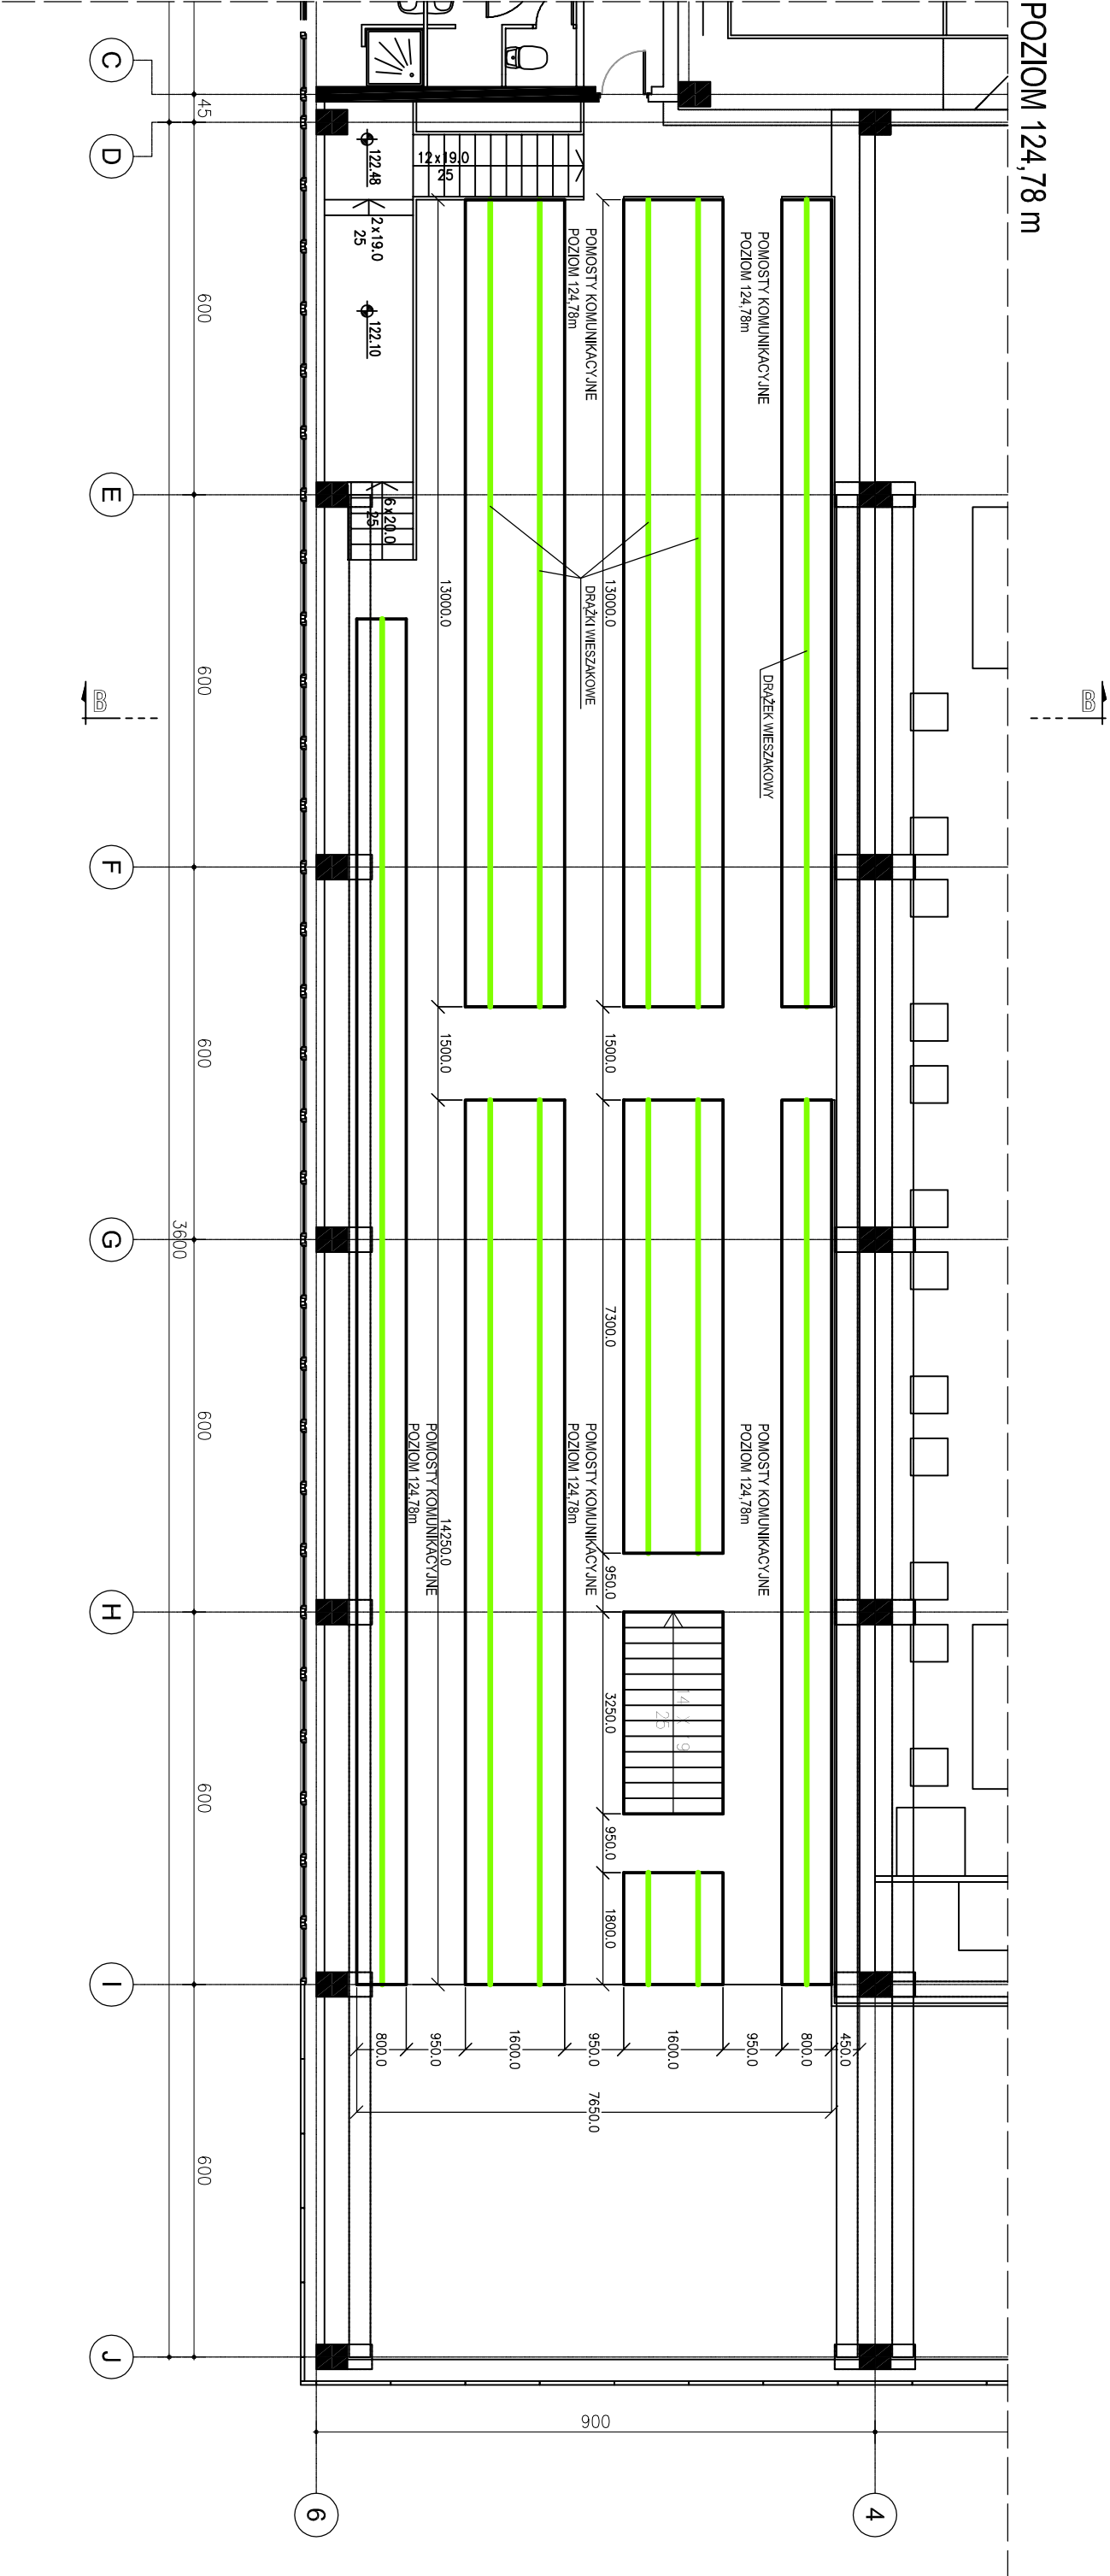 POZIOM 124,78 m
C
45
D
122.48
12x19.0
25
2x19.0
25
122.10
600
POMOSTY KOMUNIKACYJNE
POZIOM 124,78m
POMOSTY KOMUNIKACYJNE
POZIOM 124,78m
E
6x20.0
25
13000.0
13000.0
DRĄŻKI WIESZAKOWE
DRĄŻEK WIESZAKOWY
600
B
B
F
600
1500.0
1500.0
G
3600
7300.0
600
POMOSTY KOMUNIKACYJNE
POZIOM 124,78m
POMOSTY KOMUNIKACYJNE
POZIOM 124,78m
POMOSTY KOMUNIKACYJNE
POZIOM 124,78m
14250.0
950.0
H
3250.0
14 X 19
25
600
950.0
1800.0
I
800.0
950.0
1600.0
950.0
1600.0
950.0
800.0
450.0
7650.0
600
J
900
6
4